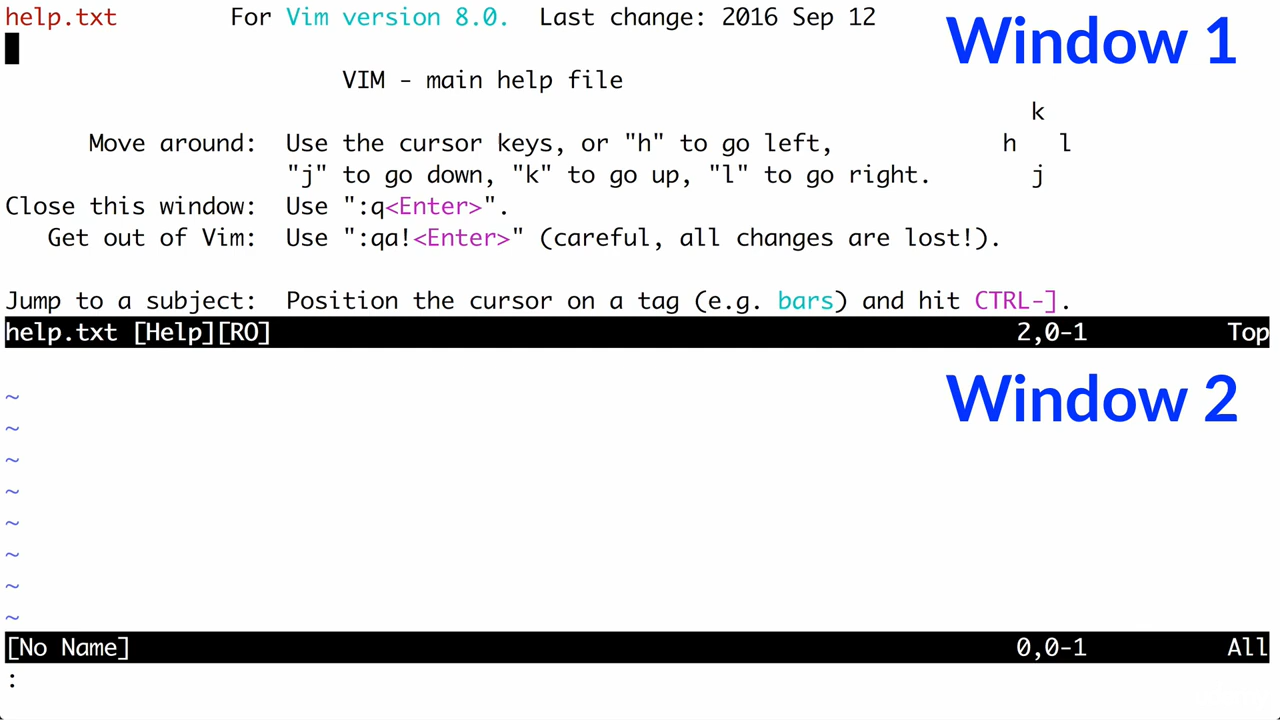 help.txt        For Vim version 8.0.  Last change: 2016 Sep 12
Window 1
VIM - main help file
k
Move around:  Use the cursor keys, or "h" to go left,            h   l
"j" to go down, "k" to go up, "l" to go right.       j
Close this window:  Use ":q<Enter>".
Get out of Vim:  Use ":qa!<Enter>" (careful, all changes are lost!).
Jump to a subject:  Position the cursor on a tag (e.g. bars) and hit CTRL-].
help.txt [Help][RO]                                                     2,0-1          Top
Window 2
~
~
~
~
~
~
~
~
[No Name]                                                               0,0-1          All
: